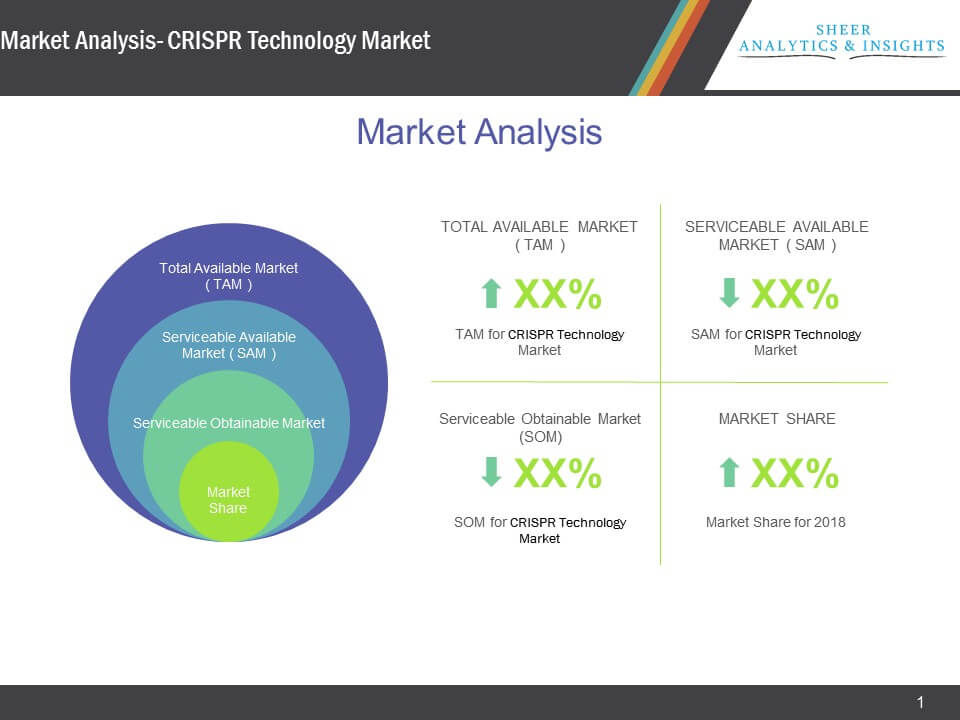 Market Analysis- CRISPR Technology Market
SHEER
ANALYTICS & INSIGHTS
Market Analysis
Total Available Market
( TAM )
Serviceable Available
Market ( SAM )
Serviceable Obtainable Market
Market
Share
TOTAL AVAILABLE MARKET
( TAM )
XX%
TAM for CRISPR Technology
Market
SERVICEABLE AVAILABLE
MARKET ( SAM )
XX%
SAM for CRISPR Technology
Market
Serviceable Obtainable Market
(SOM)
XX%
SOM for CRISPR Technology
Market
MARKET SHARE
XX%
Market Share for 2018
1